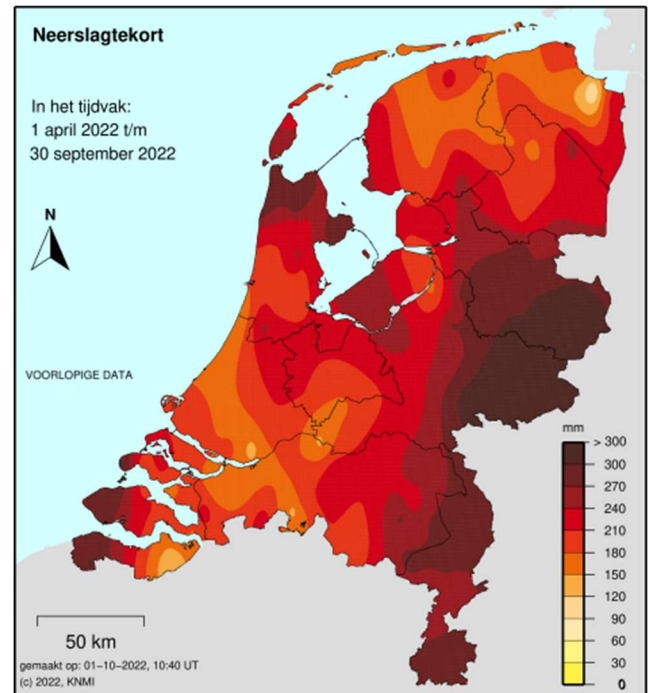 Neerslagtekort
In het tijdvak:
1 april 2022 t/m
30 september 2022
N
VOORLOPIGE DATA
mm
> 300
300
270
240
210
180
150
120
90
60
30
0
50 km
gemaakt op: 01-10-2022, 10:40 UT
(c) 2022, KNMI